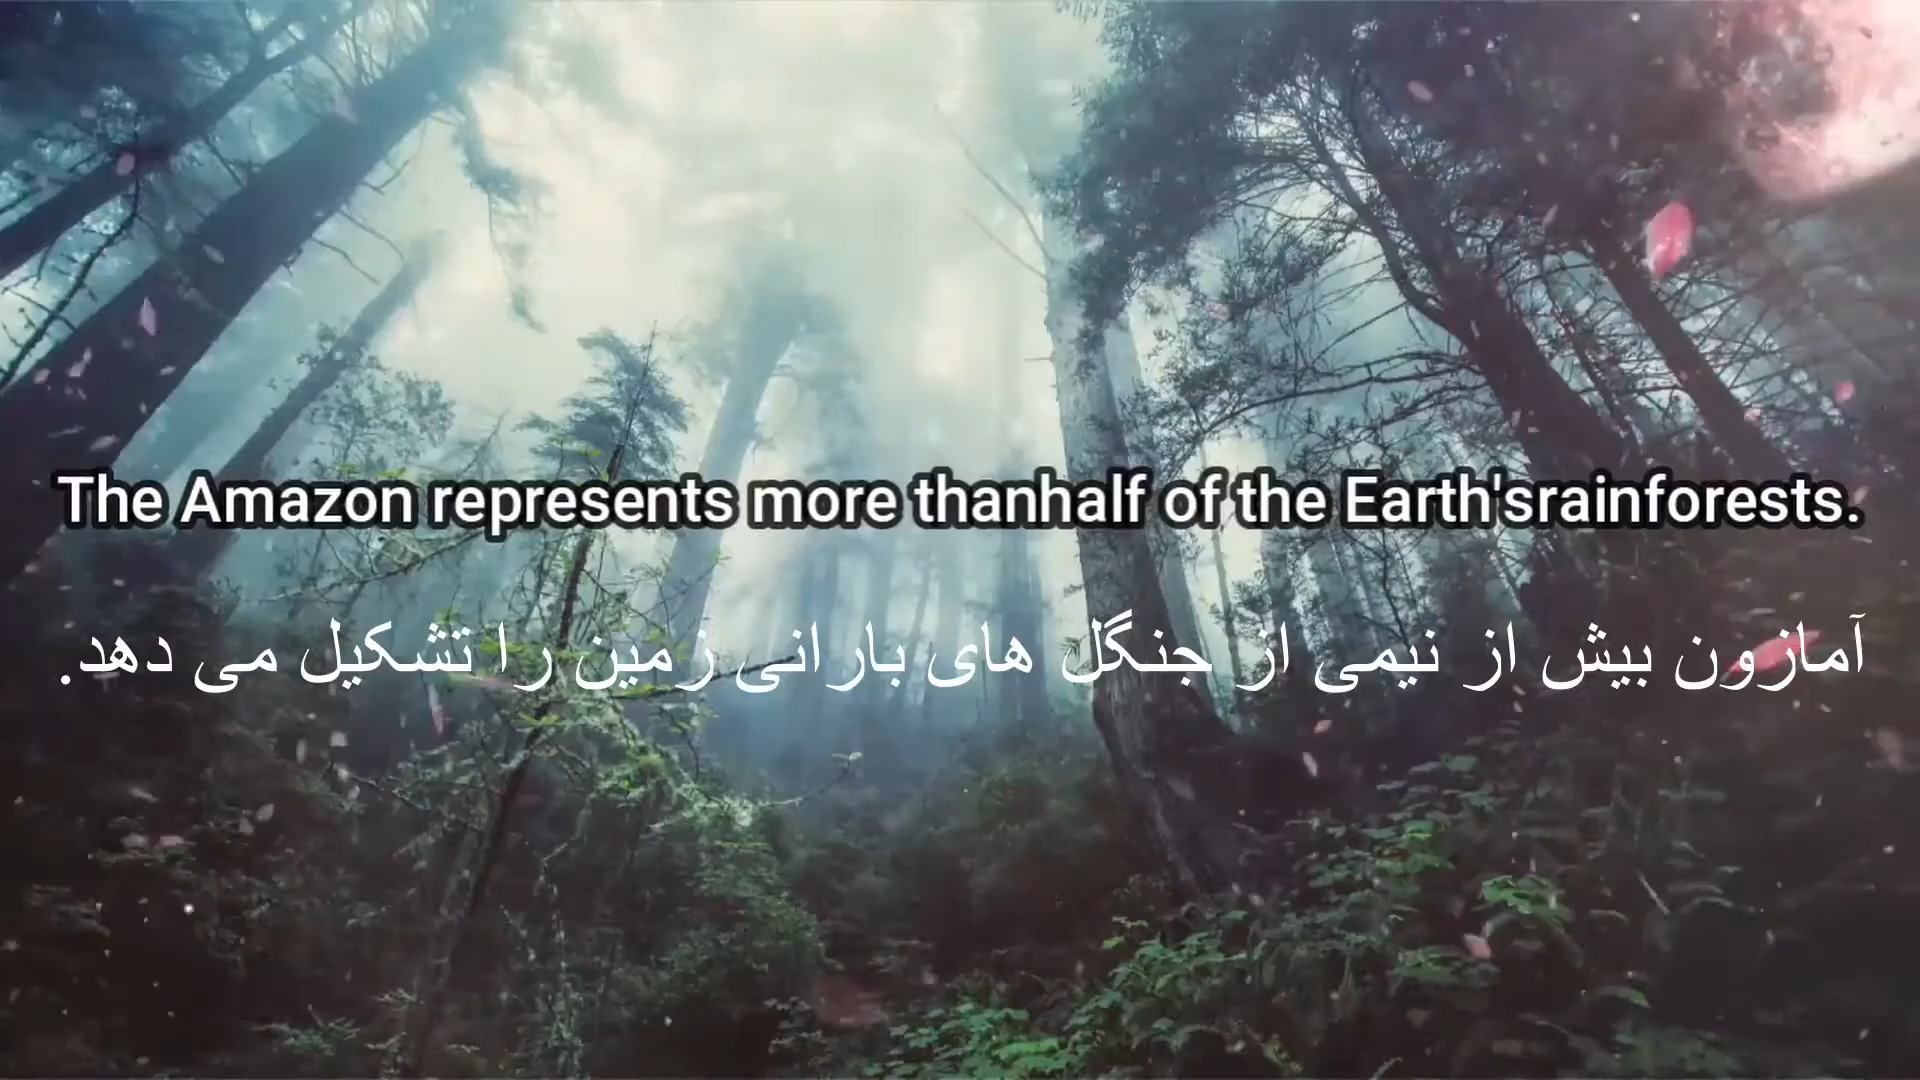 The Amazon represents more thanhalf of the Earth'srainforests.
آمازون بیش از نیمی از جنگل های بارانی زمین را تشکیل می دهد.